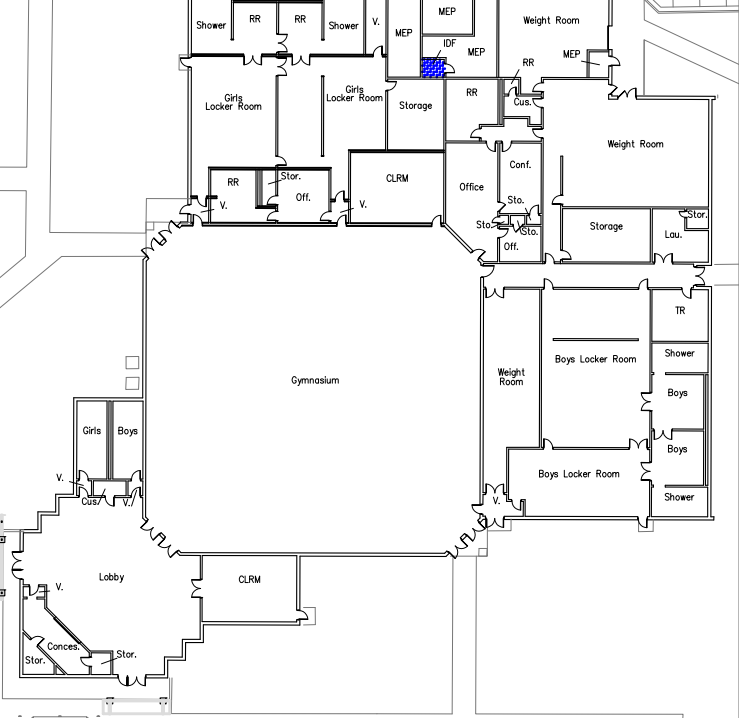 MEP
Shower
RR
RR
Shower
V.
Weight Room
MEP
IDF
MEP
MEP
RR
Girls
Locker Room
Girls
Locker Room
Storage
RR
Cus.
Weight Room
RR
Stor.
CLRM
Conf.
Office
Off.
V.
V.
Sto.
Sto.
Sto.
Storage
Stor.
Lau.
Off.
TR
Shower
Boys Locker Room
Gymnasium
Weight
Room
Boys
Girls
Boys
Boys
Boys Locker Room
V.
Cus.
V.
V.
Shower
Lobby
CLRM
V.
Conces.
Stor.
Stor.